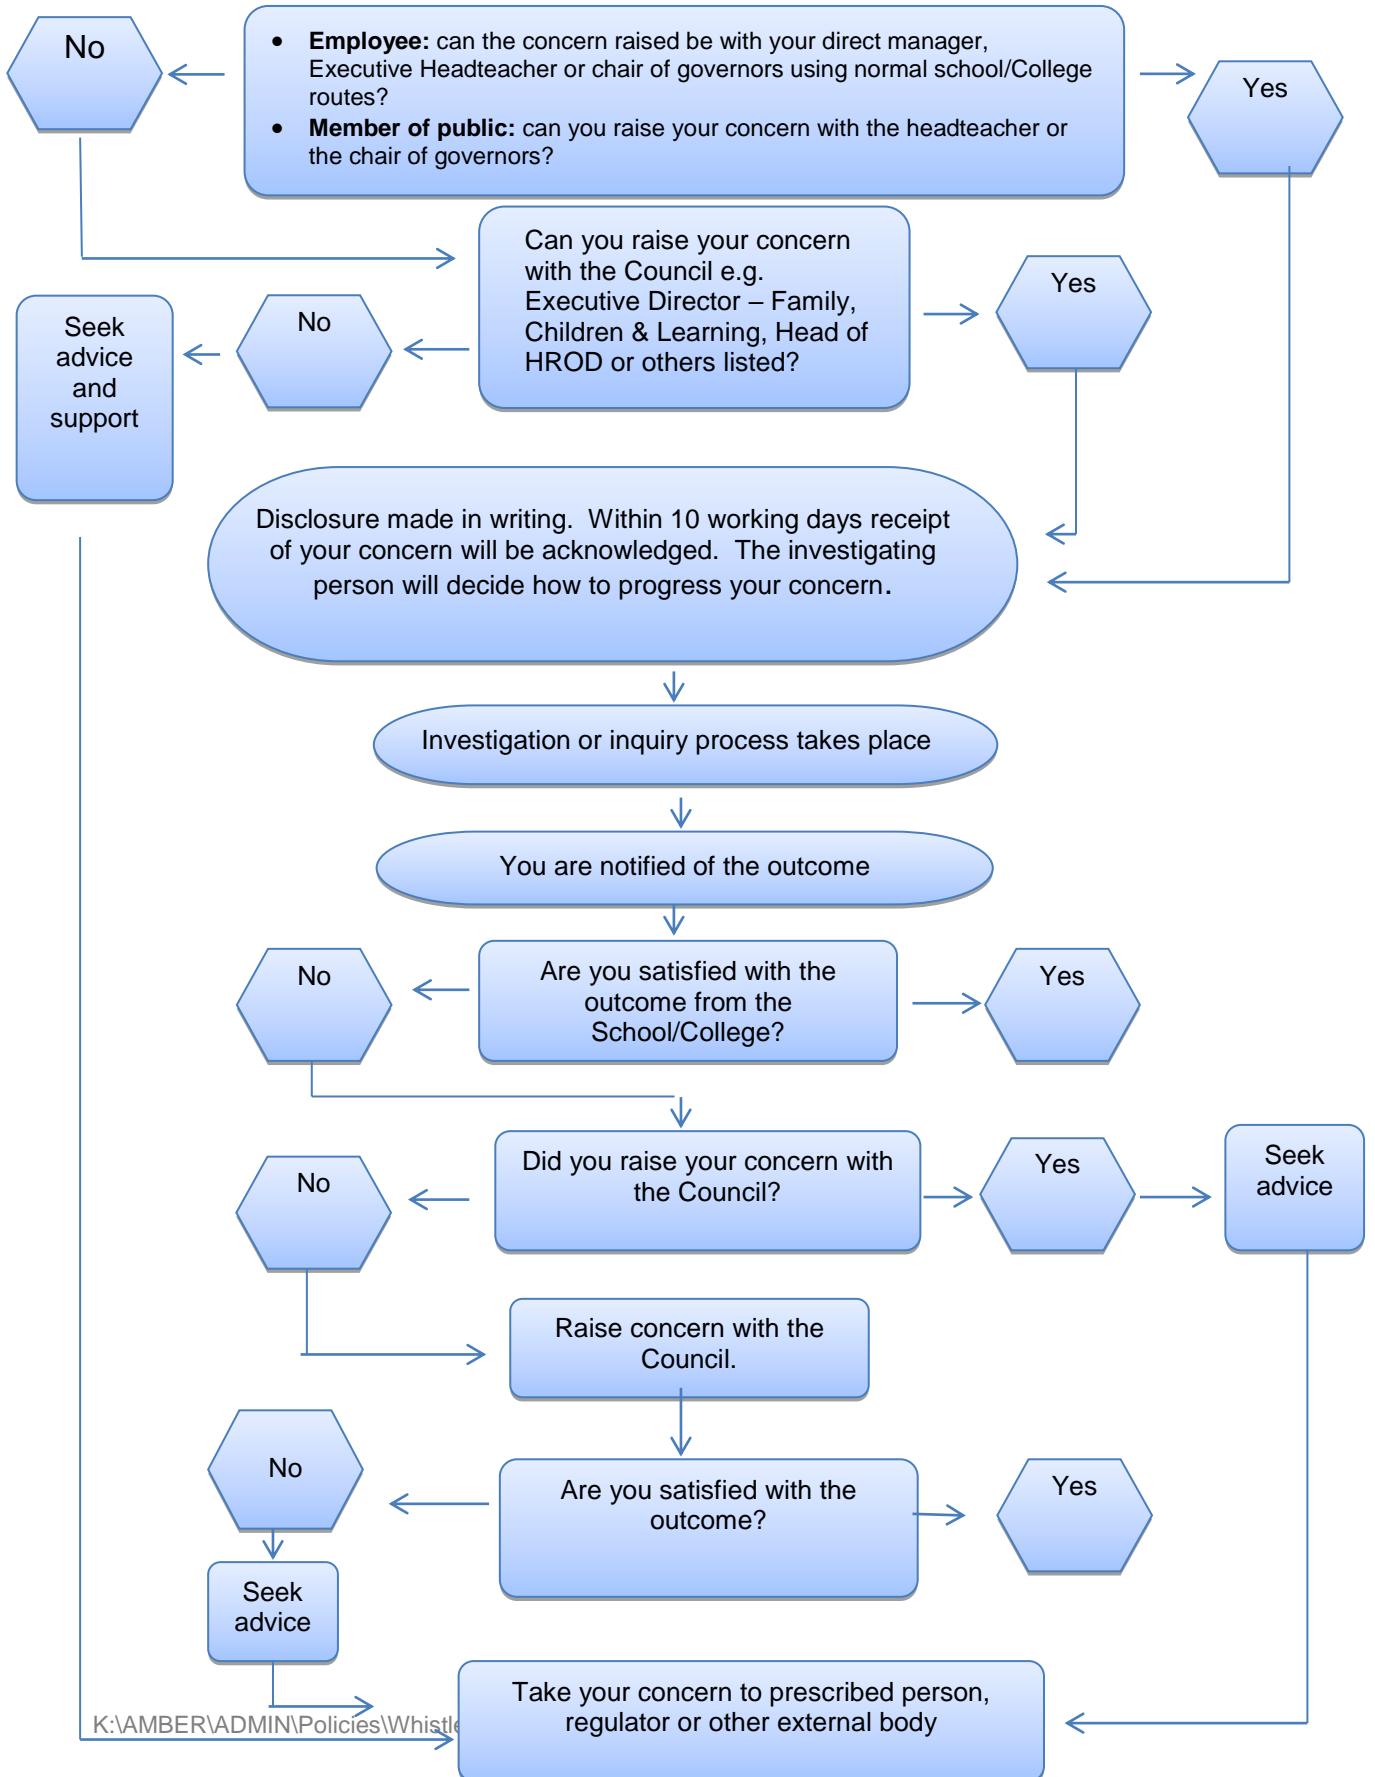 No
• Employee: can the concern raised be with your direct manager,
Executive Headteacher or chair of governors using normal school/College
routes?
• Member of public: can you raise your concern with the headteacher or
the chair of governors?
Yes
Can you raise your concern
with the Council e.g.
Executive Director – Family,
Children & Learning, Head of
HROD or others listed?
Yes
No
Seek
advice
and
support
Disclosure made in writing.  Within 10 working days receipt
of your concern will be acknowledged.  The investigating
person will decide how to progress your concern.
Investigation or inquiry process takes place
You are notified of the outcome
No
Are you satisfied with the
outcome from the
School/College?
Yes
No
Did you raise your concern with
the Council?
Yes
Seek
advice
Raise concern with the
Council.
No
Are you satisfied with the
outcome?
Yes
Seek
advice
Take your concern to prescribed person,
regulator or other external body
K:\AMBER\ADMIN\Policies\Whistle